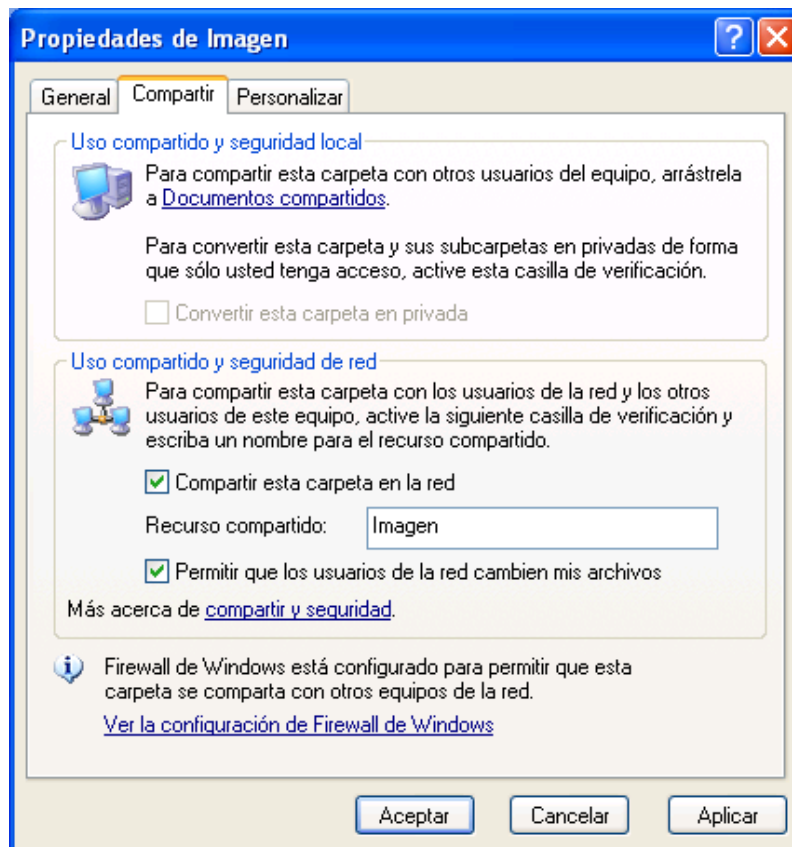 Propiedades de Imagen
General Compartir Personalizar
Uso compartido y seguridad local
Para compartir esta carpeta con otros usuarios del equipo, arrástrela
a Documentos compartidos.
Para convertir esta carpeta y sus subcarpetas en privadas de forma
que sólo usted tenga acceso, active esta casilla de verificación.
Convertir esta carpeta en privada
Uso compartido y seguridad de red
Para compartir esta carpeta con los usuarios de la red y los otros
usuarios de este equipo, active la siguiente casilla de verificación y
escriba un nombre para el recurso compartido.
Compartir esta carpeta en la red
Recurso compartido: Imagen
Permitir que los usuarios de la red cambien mis archivos
Más acerca de compartir y seguridad.
Firewall de Windows está configurado para permitir que esta
carpeta se comparta con otros equipos de la red.
Ver la configuración de Firewall de Windows
Aceptar Cancelar Aplicar